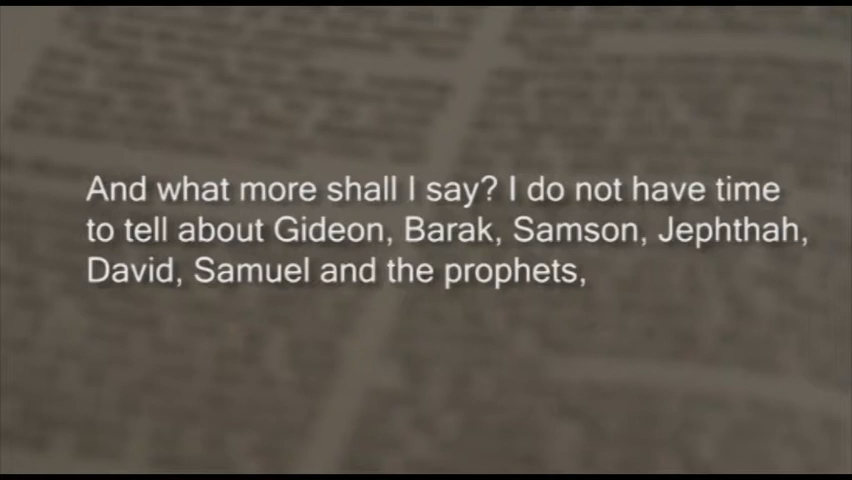 And what more shall I say? I do not have time
to tell about Gideon, Barak, Samson, Jephthah,
David, Samuel and the prophets,